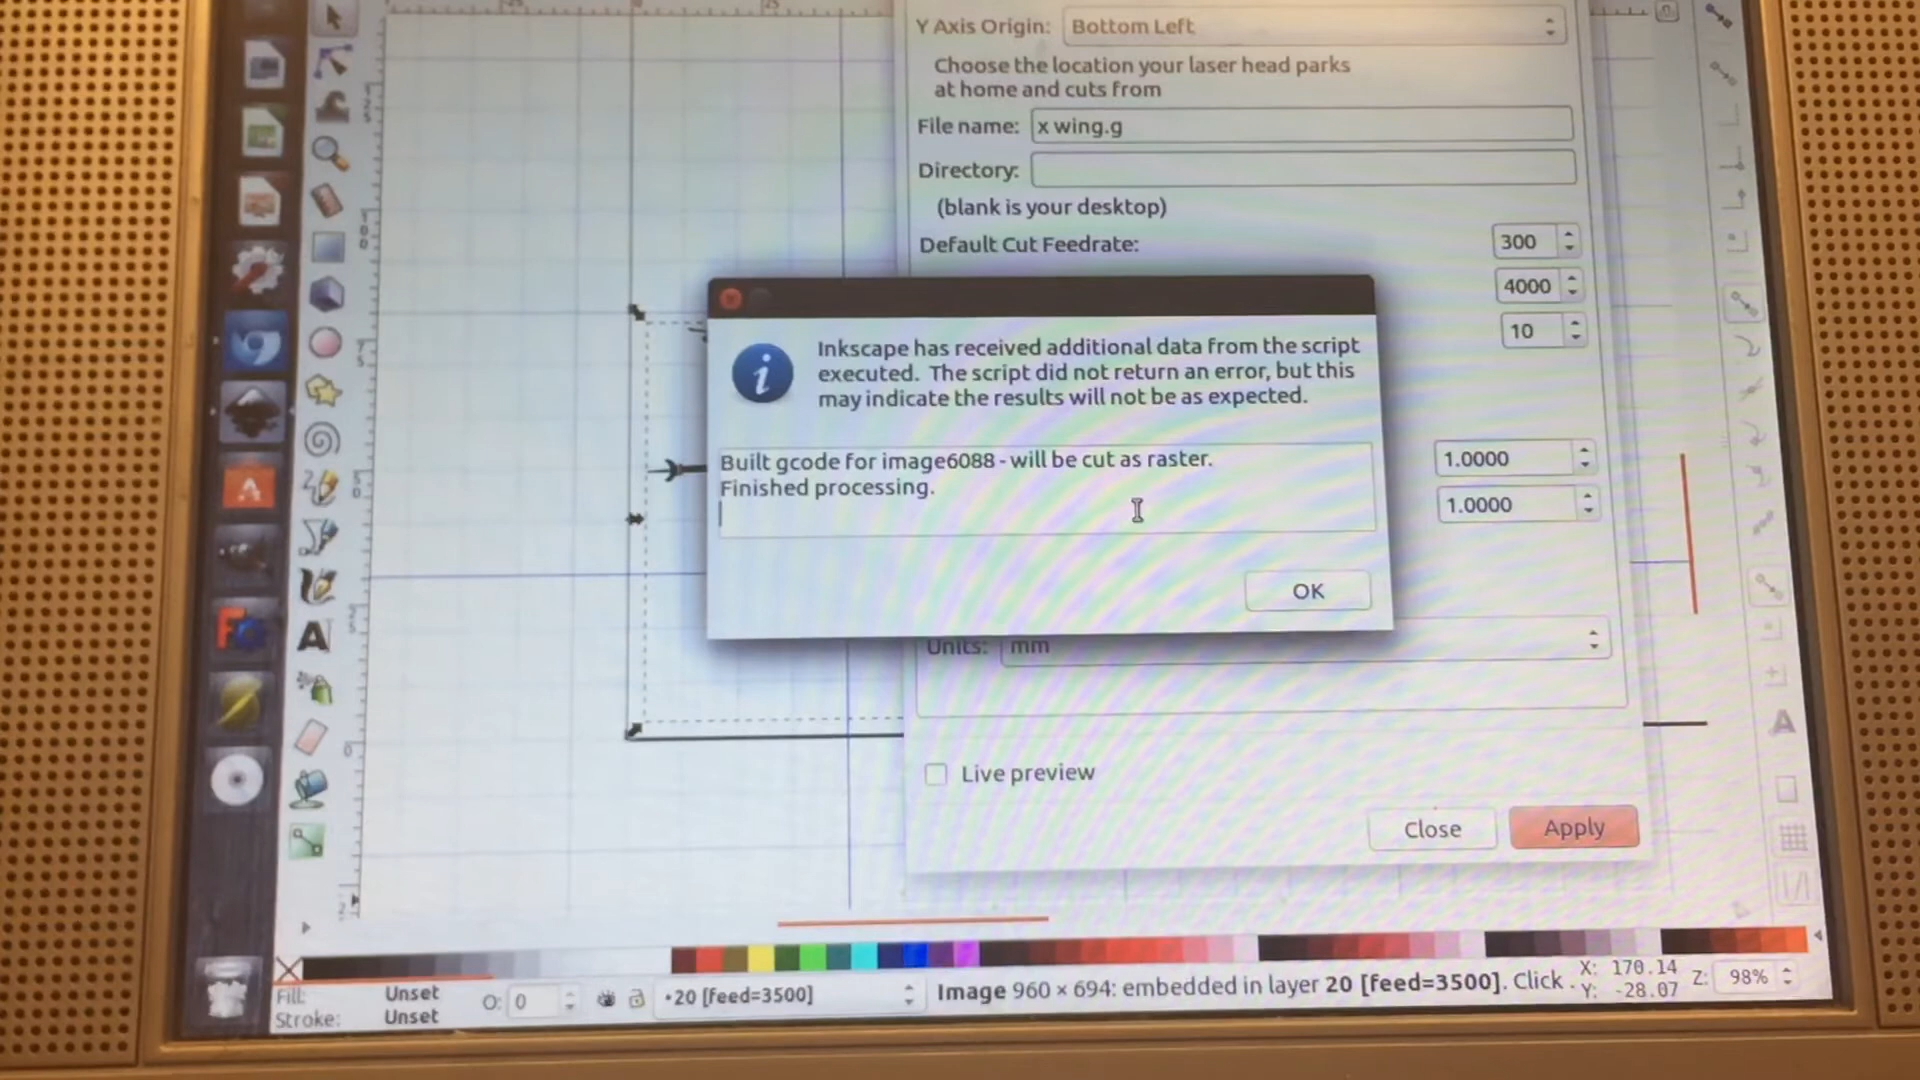 Y Axis Origin: Bottom Left
Choose the location your laser head parks
at home and cuts from
File name: x wing.g
Directory:
(blank is your desktop)
Default Cut Feedrate: 300
4000
10
Inkscape has received additional data from the script
executed. The script did not return an error, but this
may indicate the results will not be as expected.
Built gcode for image6088 - will be cut as raster.
Finished processing.
1.0000
1.0000
OK
Units: mm
Live preview
Close
Apply
Fill: Unset
Stroke: Unset
O: 0
•20 [feed=3500]
Image 960 × 694: embedded in layer 20 [feed=3500]. Click
X: 170.14
Y: -28.07
Z: 98%